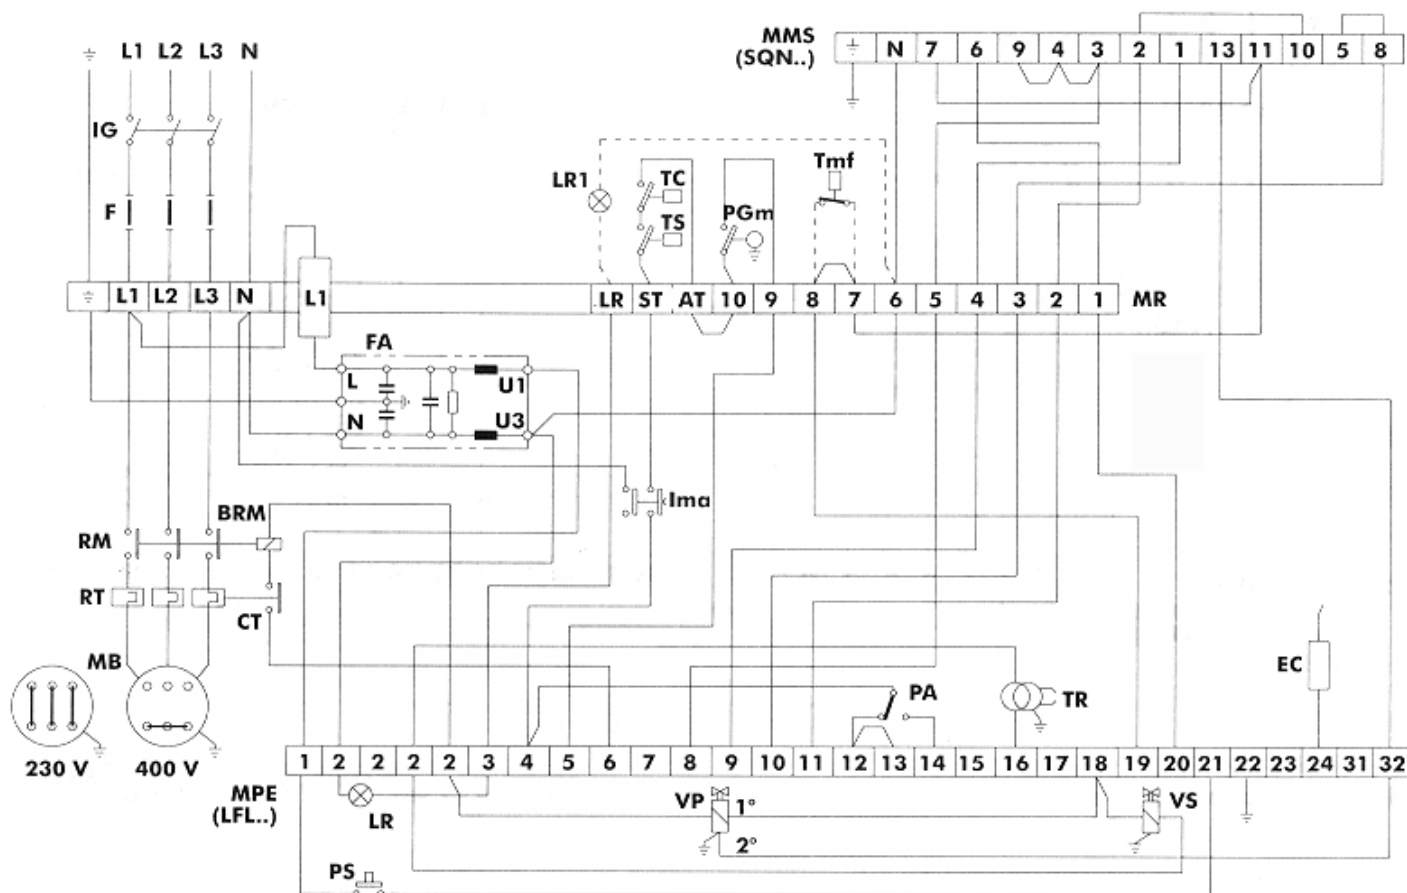 MMS
(SQN..)
N 7 6 9 4 3 2 1 13 11 10 5 8
L1 L2 L3 N
IG
F
LR1
TC
TS
PGm
Tmf
L1 L2 L3 N L1 LR ST AT 10 9 8 7 6 5 4 3 2 1 MR
FA
L U1
N U3
Ima
BRM
RM
RT
CT
MB
EC
PA
TR
230 V 400 V
1 2 2 2 2 3 4 5 6 7 8 9 10 11 12 13 14 15 16 17 18 19 20 21 22 23 24 31 32
MPE
(LFL..)
LR
VP 1°
2°
VS
PS